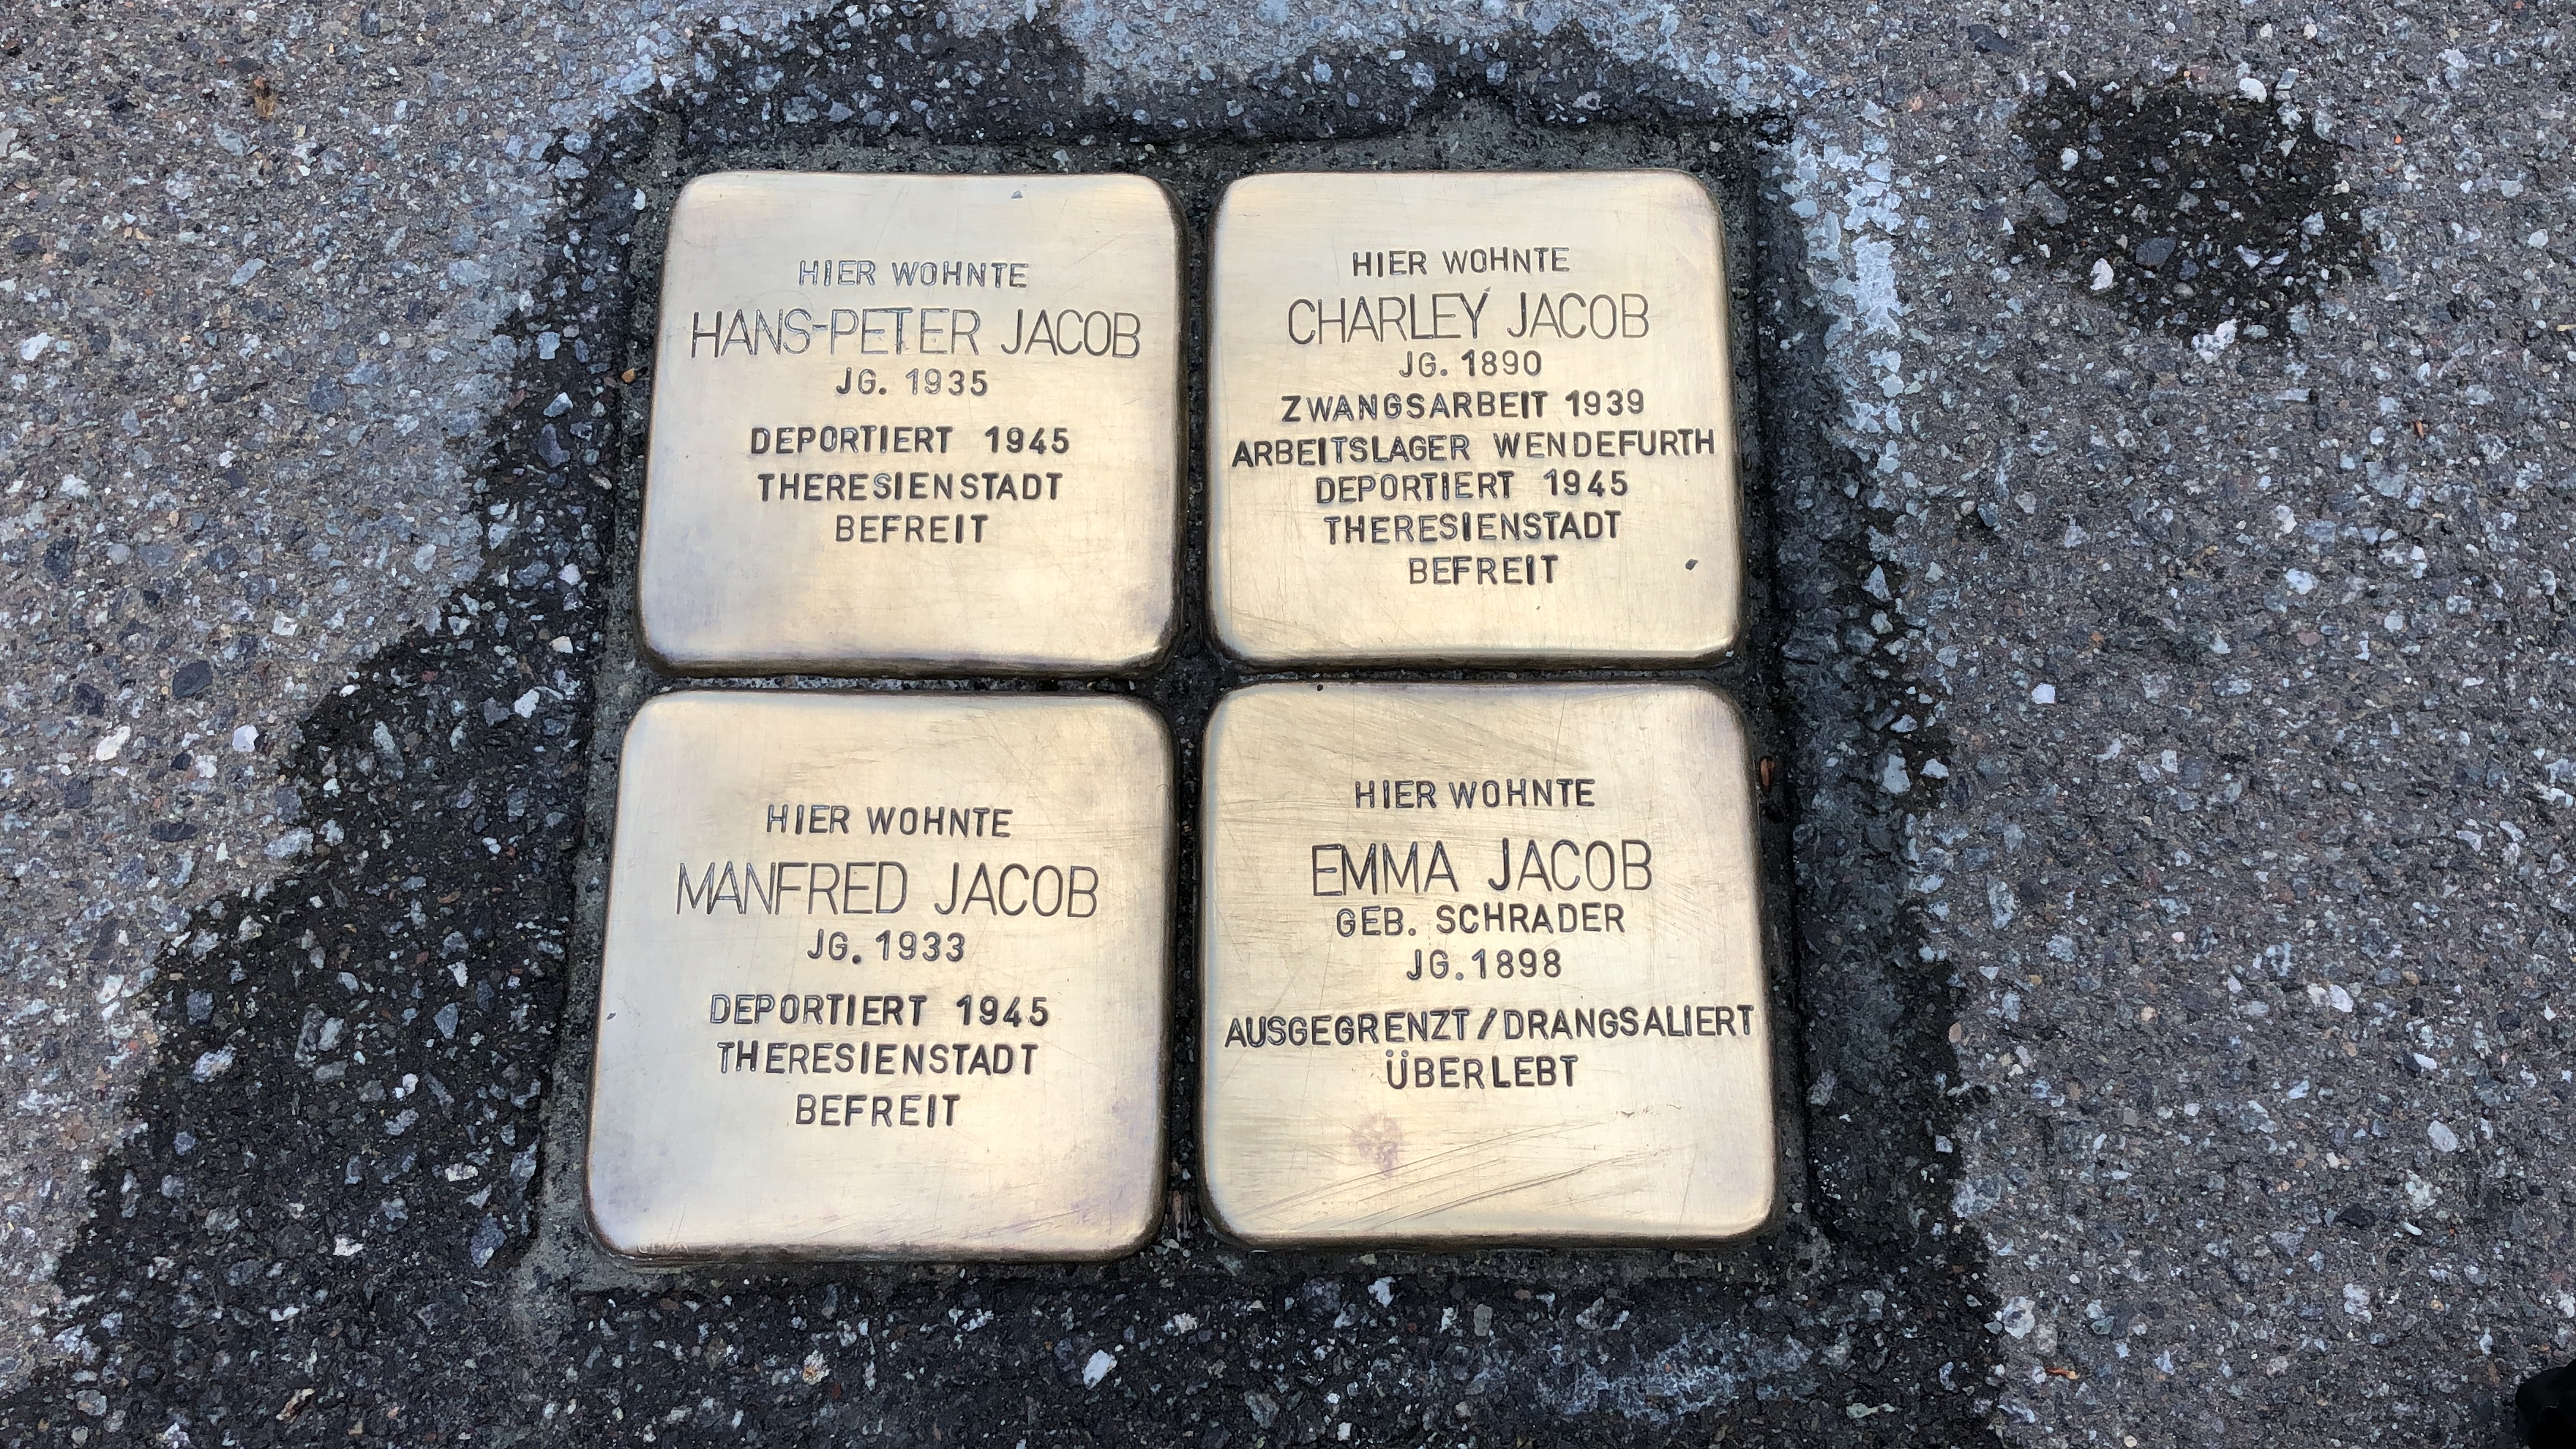 HIER WOHNTE
HANS-PETER JACOB
JG. 1935
DEPORTIERT 1945
THERESIENSTADT
BEFREIT
HIER WOHNTE
CHARLEY JACOB
JG. 1890
ZWANGSARBEIT 1939
ARBEITSLAGER WENDEFURTH
DEPORTIERT 1945
THERESIENSTADT
BEFREIT
HIER WOHNTE
MANFRED JACOB
JG. 1933
DEPORTIERT 1945
THERESIENSTADT
BEFREIT
HIER WOHNTE
EMMA JACOB
GEB. SCHRADER
JG. 1898
AUSGEGRENZT / DRANGSALIERT
ÜBERLEBT